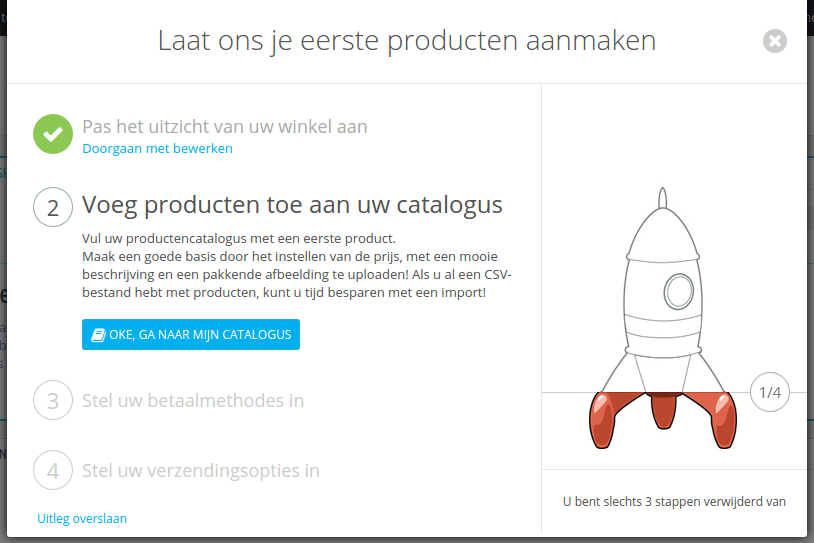 Laat ons je eerste producten aanmaken
Pas het uitzicht van uw winkel aan
Doorgaan met bewerken
2
Voeg producten toe aan uw catalogus
Vul uw productencatalogus met een eerste product.
Maak een goede basis door het instellen van de prijs, met een mooie
beschrijving en een pakkende afbeelding te uploaden! Als u al een CSV-
bestand hebt met producten, kunt u tijd besparen met een import!
OKE, GA NAAR MIJN CATALOGUS
3
Stel uw betaalmethodes in
4
Stel uw verzendingsopties in
Uitleg overslaan
1/4
U bent slechts 3 stappen verwijderd van